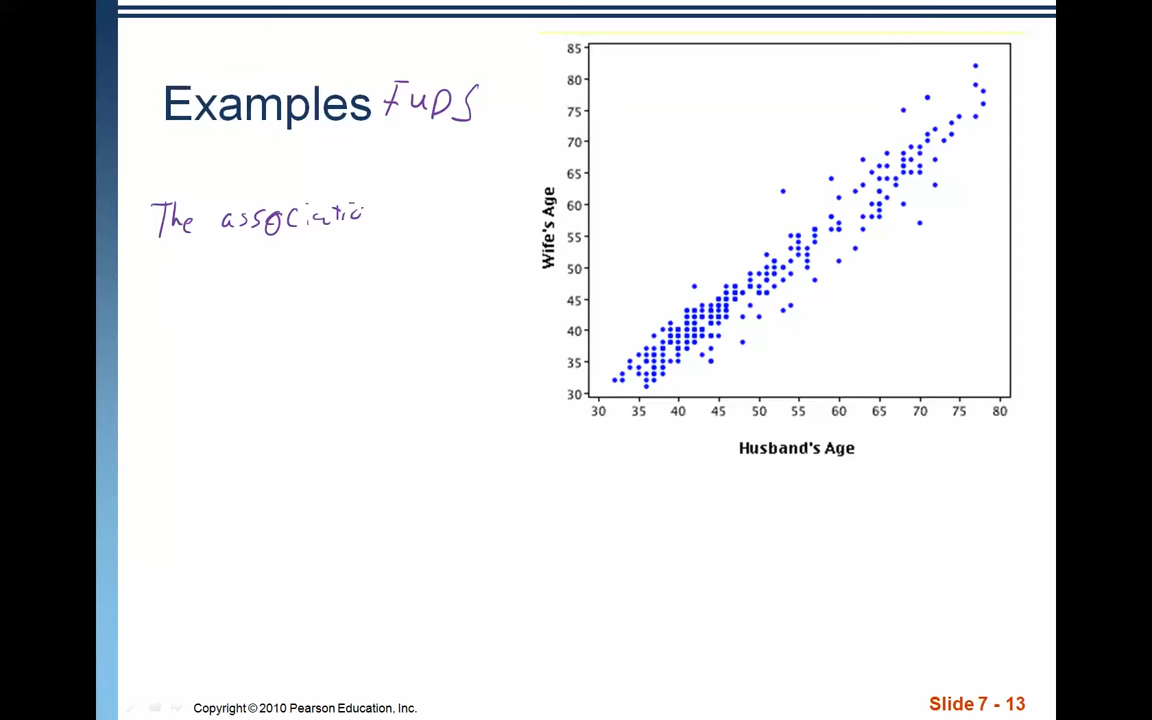 Examples FUDS
The associatio
85
80
75
70
65
60
55
50
45
40
35
30
Wife's Age
30 35 40 45 50 55 60 65 70 75 80
Husband's Age
Copyright © 2010 Pearson Education, Inc.
Slide 7 - 13